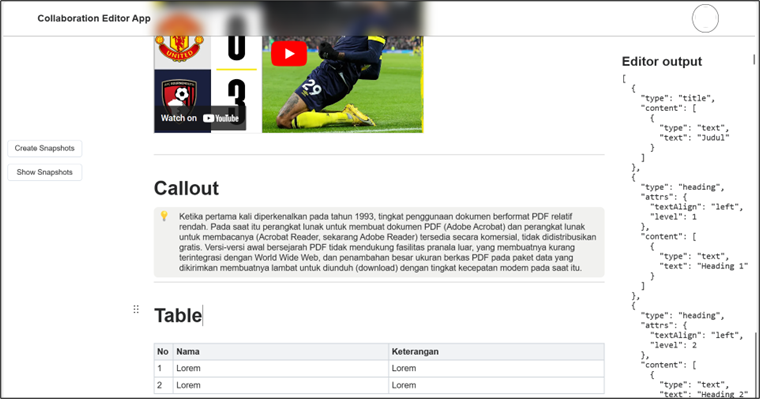 Collaboration Editor App
UNITED
0
3
29
Watch on YouTube
Create Snapshots
Show Snapshots
Callout
Ketika pertama kali diperkenalkan pada tahun 1993, tingkat penggunaan dokumen berformat PDF relatif
rendah. Pada saat itu perangkat lunak untuk membuat dokumen PDF (Adobe Acrobat) dan perangkat lunak
untuk membacanya (Acrobat Reader, sekarang Adobe Reader) tersedia secara komersial, tidak didistribusikan
gratis. Versi-versi awal bersejarah PDF tidak mendukung fasilitas pranala luar, yang membuatnya kurang
terintegrasi dengan World Wide Web, dan penambahan besar ukuran berkas PDF pada paket data yang
dikirimkan membuatnya lambat untuk diunduh (download) dengan tingkat kecepatan modem pada saat itu.
Table
No Nama Keterangan
1 Lorem Lorem
2 Lorem Lorem
Editor output
[
{
"type": "title",
"content": [
{
"type": "text",
"text": "Judul"
}
]
},
{
"type": "heading",
"attrs": {
"textAlign": "left",
"level": 1
},
"content": [
{
"type": "text",
"text": "Heading 1"
}
]
},
{
"type": "heading",
"attrs": {
"textAlign": "left",
"level": 2
},
"content": [
{
"type": "text",
"text": "Heading 2"